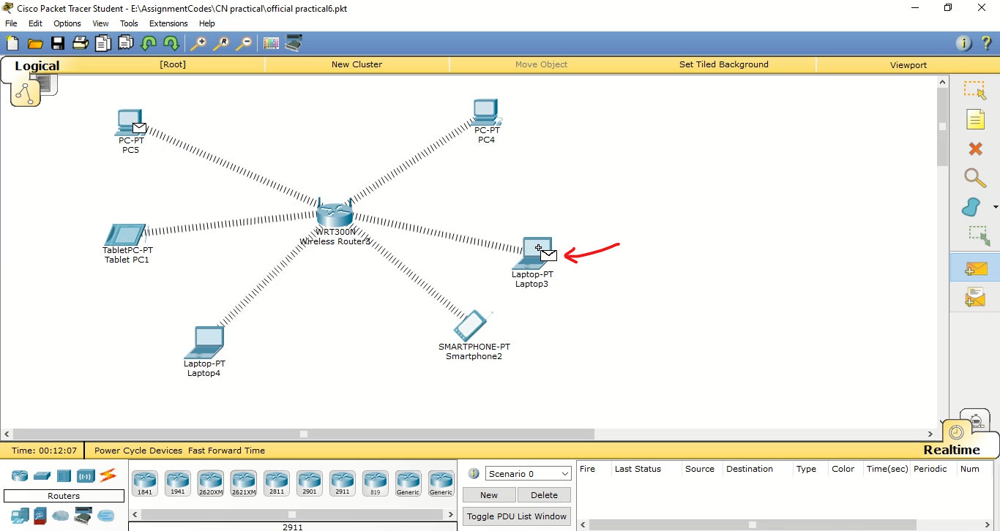 Cisco Packet Tracer Student - E:\AssignmentCodes\CN practical\official practical6.pkt
File Edit Options View Tools Extensions Help
Logical [Root] New Cluster Move Object Set Tiled Background Viewport
PC-PT
PC5
PC-PT
PC4
WRT300N
Wireless Router3
TabletPC-PT
Tablet PC1
Laptop-PT
Laptop3
SMARTPHONE-PT
Smartphone2
Laptop-PT
Laptop4
Time: 00:12:07 Power Cycle Devices Fast Forward Time Realtime
Routers
1841 1941 2620XM 2621XM 2811 2901 2911 819 Generic Generic
2911
Scenario 0
New Delete
Toggle PDU List Window
Fire Last Status Source Destination Type Color Time(sec) Periodic Num